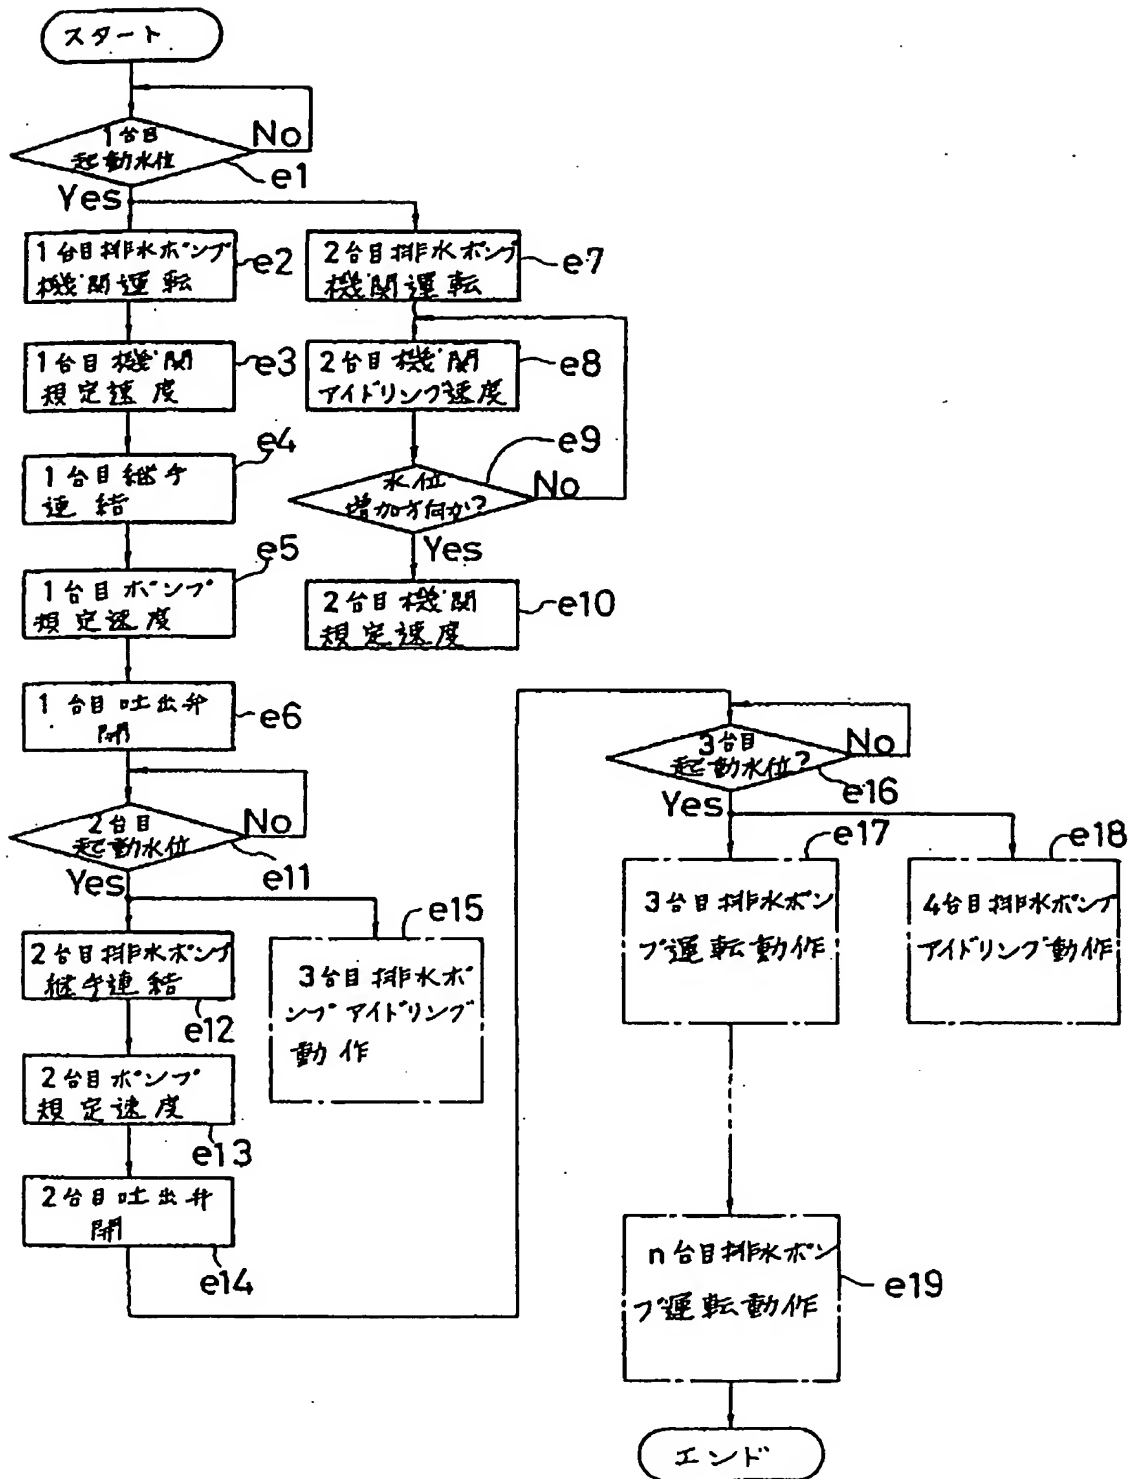 スタート
1台目
起動水位
No
e1
Yes
1台目排水ポンプ
機関運転
e2
2台目排水ポンプ
機関運転
e7
1台目機関
規定速度
e3
2台目機関
アイドリング速度
e8
1台目継手
連結
e4
水位
増加方向か?
e9
No
Yes
1台目ポンプ
規定速度
e5
2台目機関
規定速度
e10
1台目吐出弁
開
e6
2台目
起動水位
No
e11
Yes
2台目排水ポンプ
継手連結
e12
3台目排水ポ
ンプアイドリング
動作
e15
2台目ポンプ
規定速度
e13
2台目吐出弁
開
e14
3台目
起動水位?
No
e16
Yes
3台目排水ポン
プ運転動作
e17
4台目排水ポンプ
アイドリング動作
e18
n台目排水ポン
プ運転動作
e19
エンド